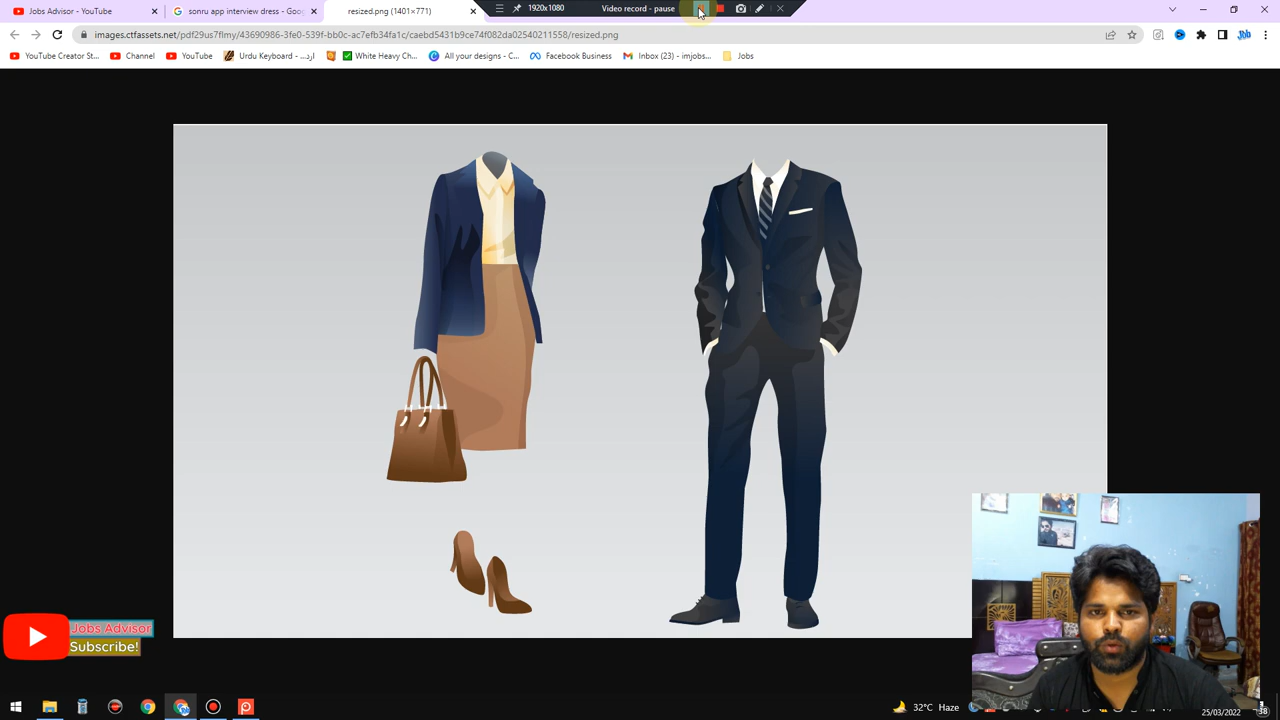 Jobs Advisor - YouTube
sonru app interview dress - Goo
resized.png (1401×771)
1920x1080
Video record - pause
images.ctfassets.net/pdf29us7flmy/43690986-3fe0-539f-bb0c-ac7efb34fa1c/caebd5431b9ce74f082da02540211558/resized.png
YouTube Creator St...
Channel
YouTube
Urdu Keyboard - ...ارد
White Heavy Ch...
All your designs - C...
Facebook Business
Inbox (23) - imjobs...
Jobs
Jobs Advisor
Subscribe!
32°C Haze
25/03/2022
38